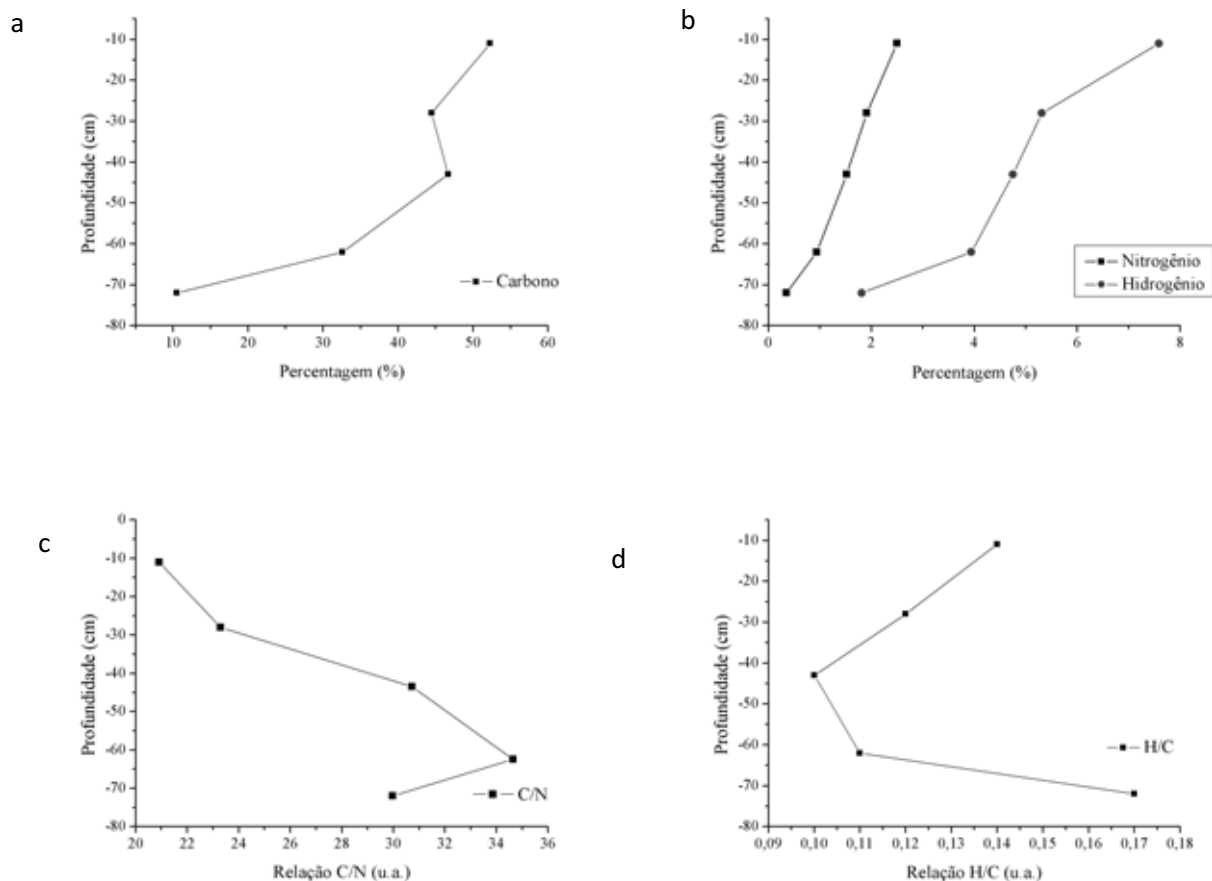 a
-10
-20
-30
-40
-50
-60
-70
-80
Profundidade (cm)
10 20 30 40 50 60
Percentagem (%)
Carbono
b
-10
-20
-30
-40
-50
-60
-70
-80
Profundidade (cm)
0 2 4 6 8
Percentagem (%)
Nitrogênio
Hidrogênio
c
0
-10
-20
-30
-40
-50
-60
-70
-80
Profundidade (cm)
20 22 24 26 28 30 32 34 36
Relação C/N (u.a.)
C/N
d
-10
-20
-30
-40
-50
-60
-70
-80
Profundidade (cm)
0,09 0,10 0,11 0,12 0,13 0,14 0,15 0,16 0,17 0,18
Relação H/C (u.a.)
H/C